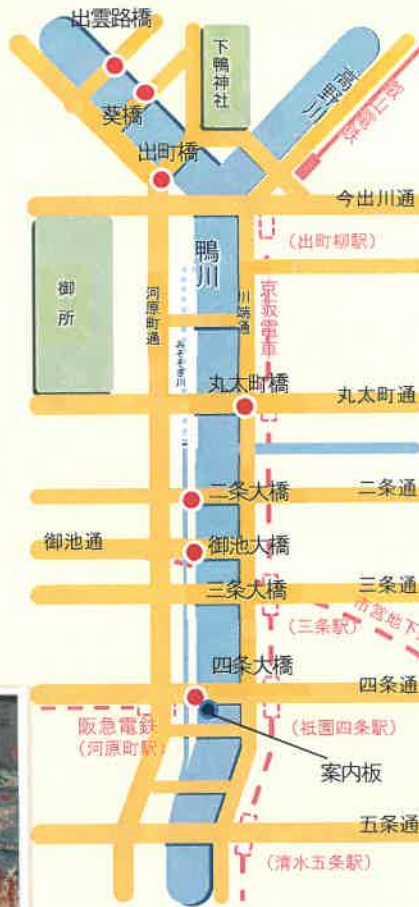 出雲路橋
下鴨神社
高野川
叡山電鉄
葵橋
出町橋
今出川通
(出町柳駅)
鴨川
御所
河原町通
川端通
京阪電車
みそそぎ川
丸太町橋
丸太町通
二条大橋
二条通
御池通
御池大橋
三条大橋
三条通
(三条駅)
市営地下
四条大橋
四条通
阪急電鉄
(河原町駅)
(祇園四条駅)
案内板
五条通
(清水五条駅)